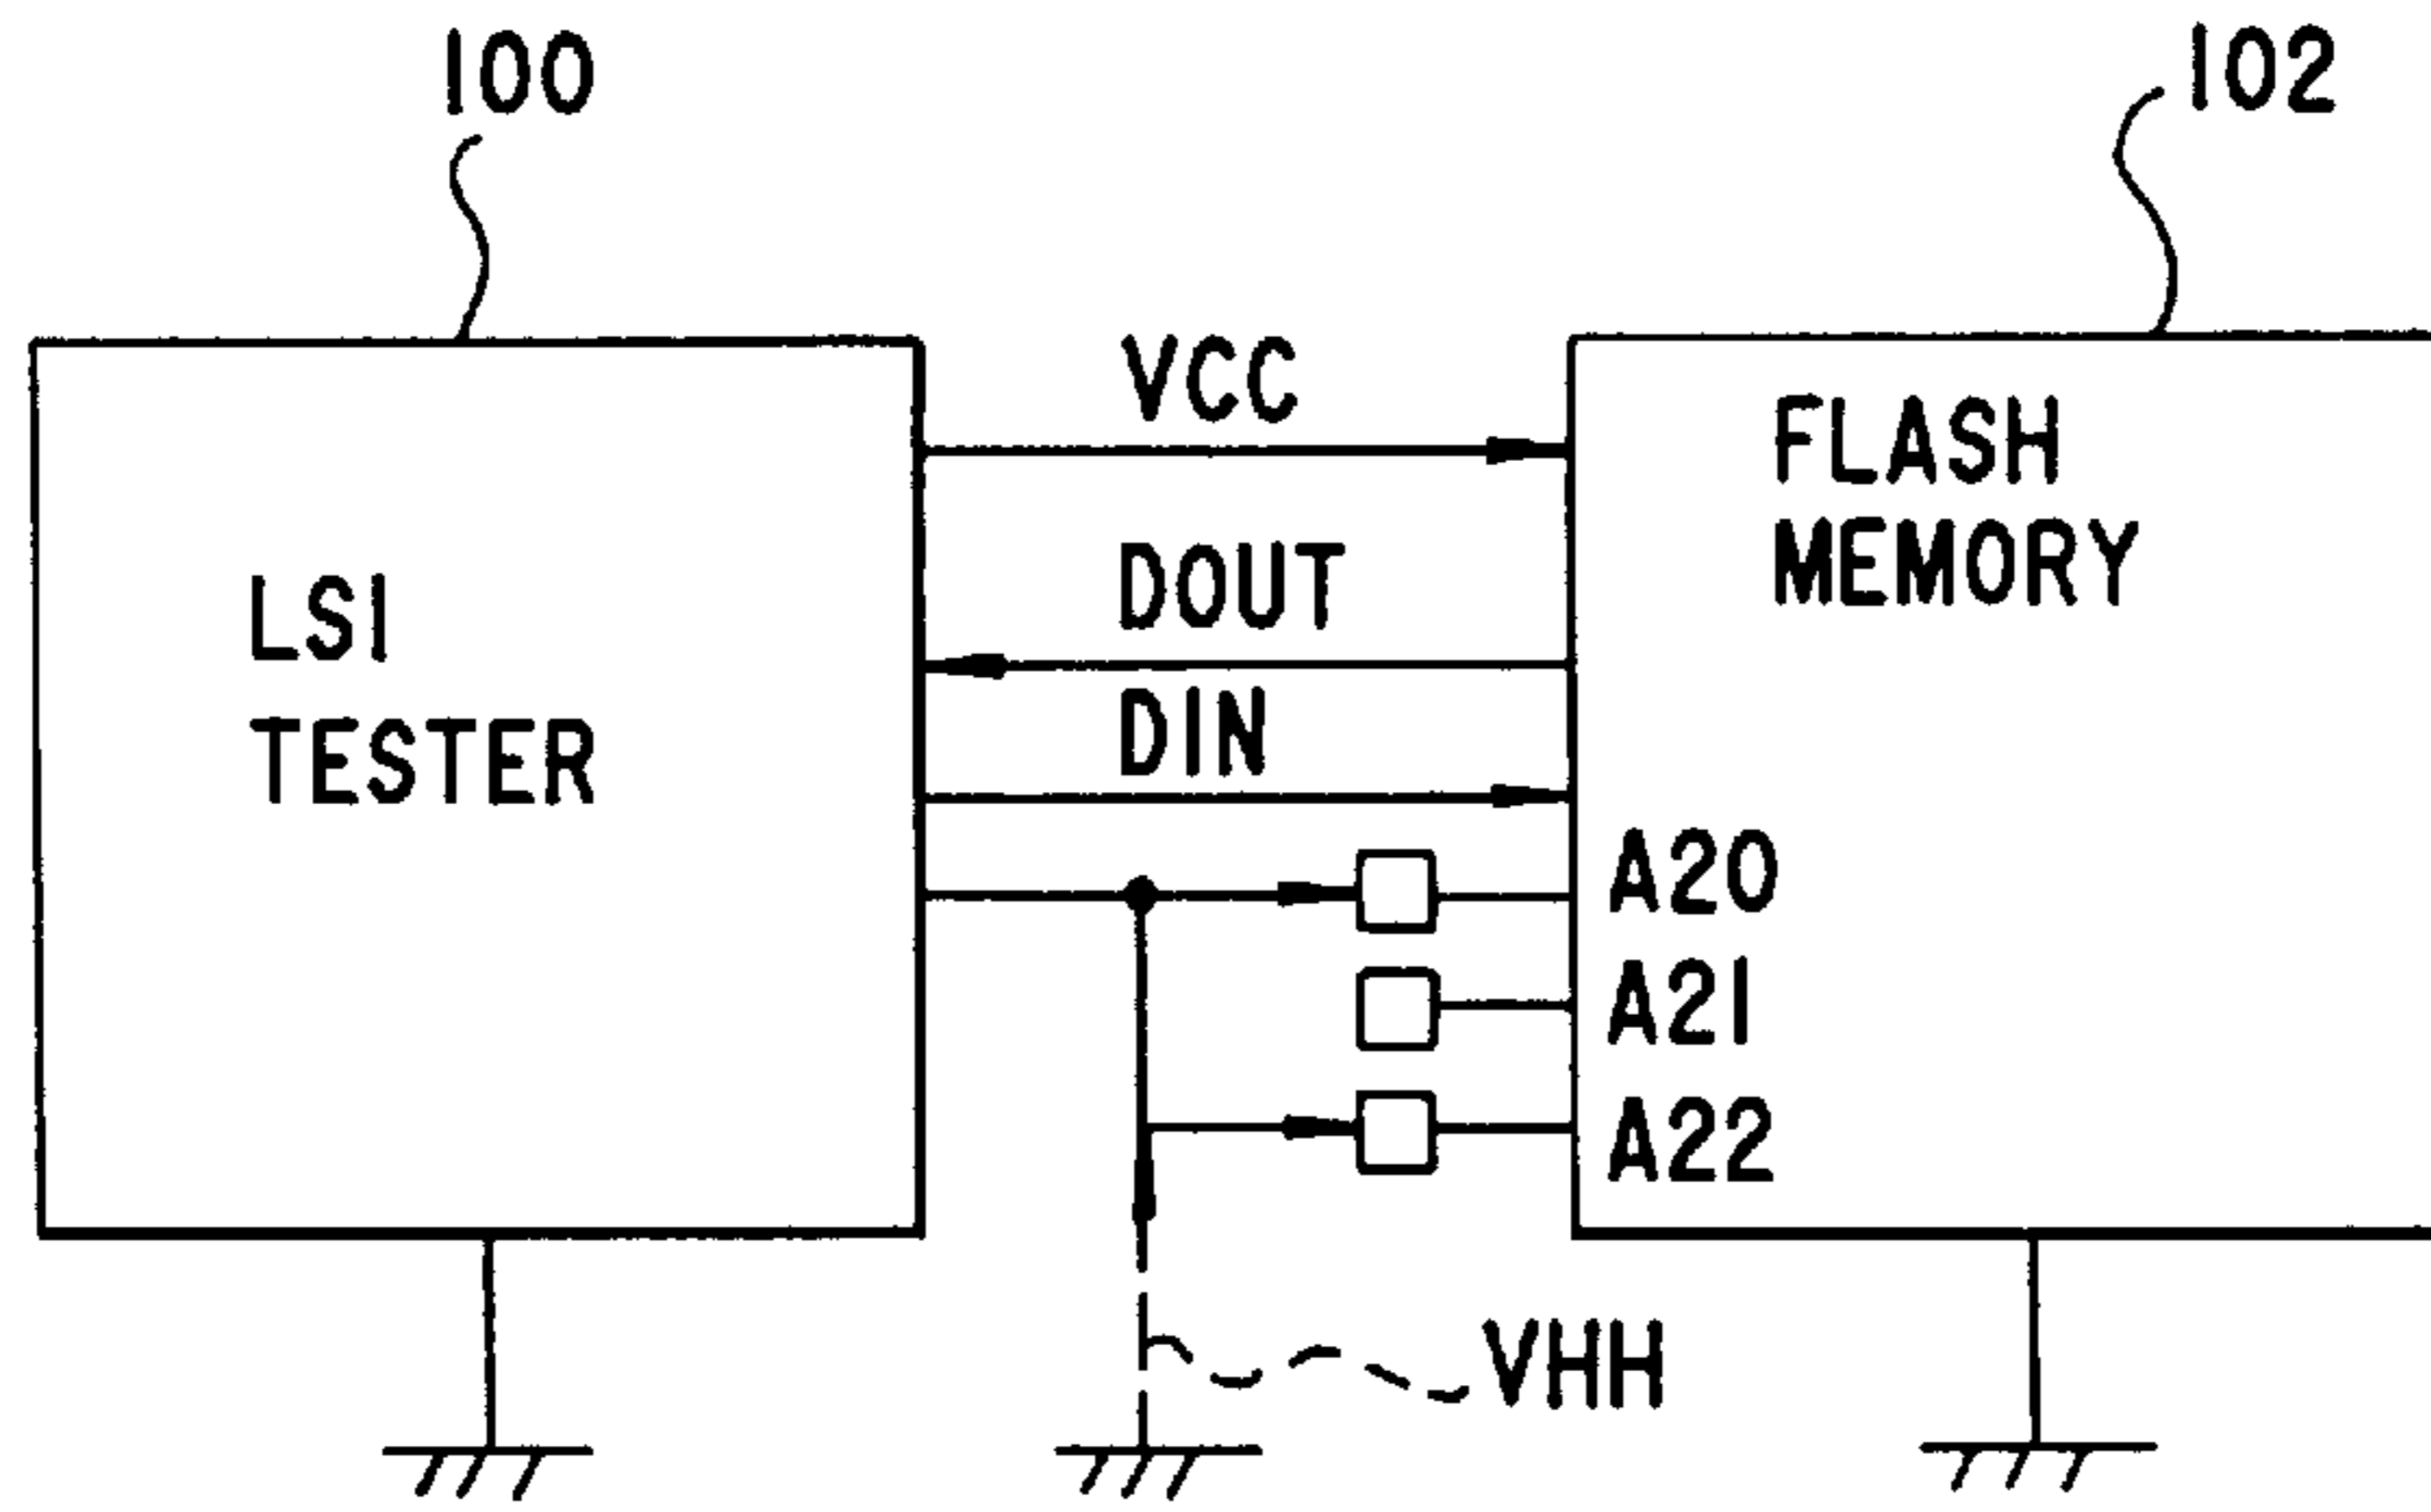 100
102
VCC
FLASH
MEMORY
DOUT
LSI
TESTER
DIN
A20
A21
A22
VHH